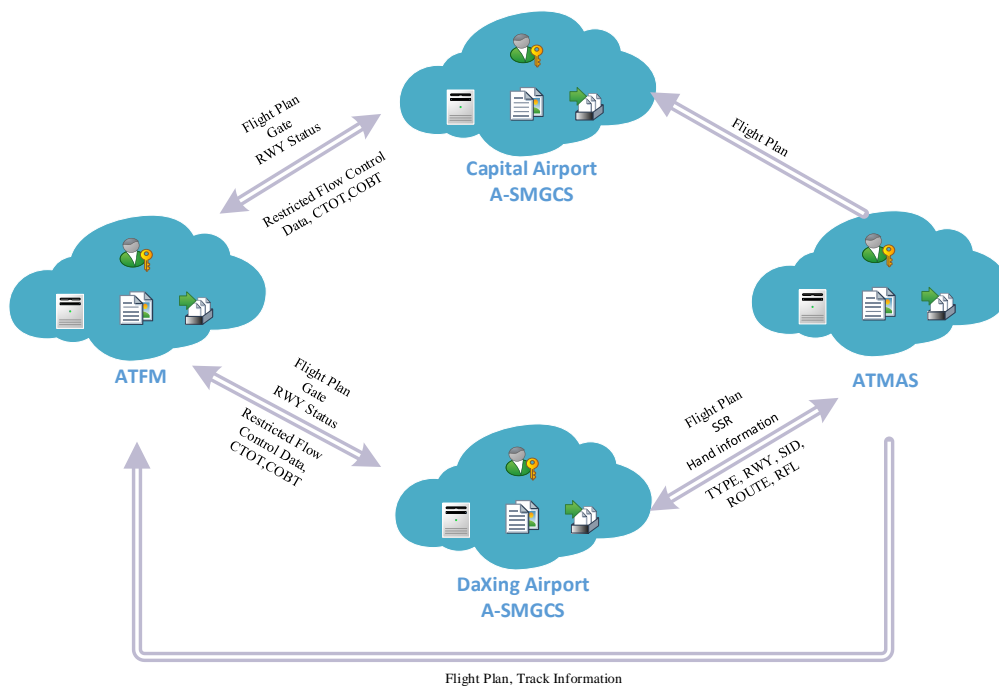 Capital Airport
A-SMGCS
Flight Plan
Gate
RWY Status
Restricted Flow Control
Data, CTOT,COBT
Flight Plan
ATFM
ATMAS
Flight Plan
Gate
RWY Status
Restricted Flow
Control Data,
CTOT,COBT
Flight Plan
SSR
Hand information
TYPE, RWY, SID,
ROUTE, RFL
DaXing Airport
A-SMGCS
Flight Plan, Track Information